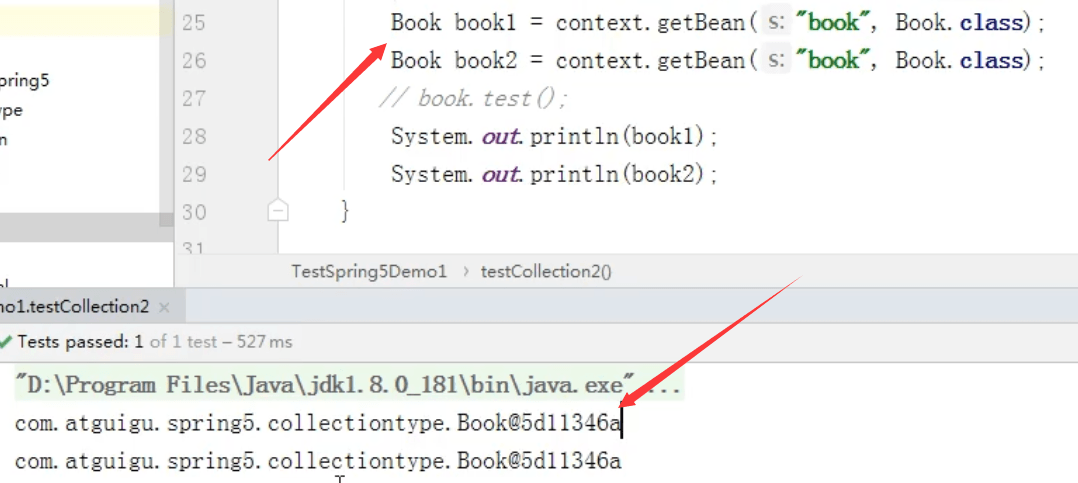 25 Book book1 = context.getBean( s: "book", Book.class);
26 Book book2 = context.getBean( s: "book", Book.class);
27 // book.test();
28 System.out.println(book1);
29 System.out.println(book2);
30 }
31
pring5
ype
n
TestSpring5Demo1 › testCollection2()
no1.testCollection2 ×
Tests passed: 1 of 1 test – 527 ms
"D:\Program Files\Java\jdk1.8.0_181\bin\java.exe" ...
com.atguigu.spring5.collectiontype.Book@5d11346a
com.atguigu.spring5.collectiontype.Book@5d11346a